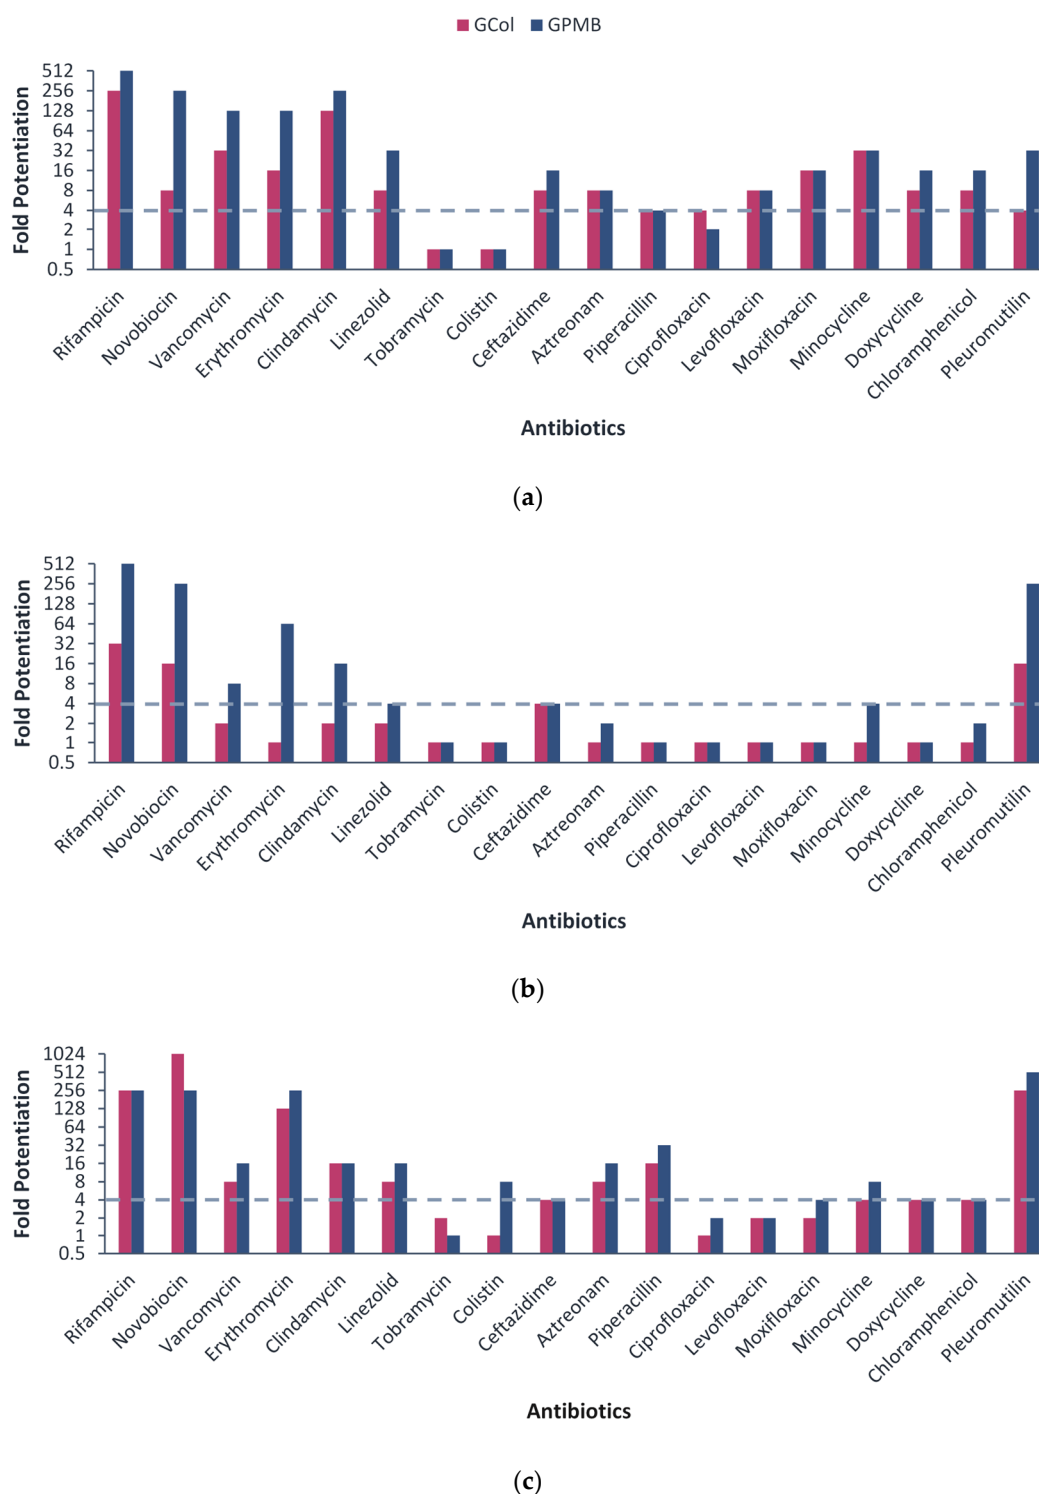 GCol GPMB
Fold Potentiation
512
256
128
64
32
16
8
4
2
1
0.5
Rifampicin
Novobiocin
Vancomycin
Erythromycin
Clindamycin
Linezolid
Tobramycin
Colistin
Ceftazidime
Aztreonam
Piperacillin
Ciprofloxacin
Levofloxacin
Moxifloxacin
Minocycline
Doxycycline
Chloramphenicol
Pleuromutilin
Antibiotics
(a)
Fold Potentiation
512
256
128
64
32
16
8
4
2
1
0.5
Rifampicin
Novobiocin
Vancomycin
Erythromycin
Clindamycin
Linezolid
Tobramycin
Colistin
Ceftazidime
Aztreonam
Piperacillin
Ciprofloxacin
Levofloxacin
Moxifloxacin
Minocycline
Doxycycline
Chloramphenicol
Pleuromutilin
Antibiotics
(b)
Fold Potentiation
1024
512
256
128
64
32
16
8
4
2
1
0.5
Rifampicin
Novobiocin
Vancomycin
Erythromycin
Clindamycin
Linezolid
Tobramycin
Colistin
Ceftazidime
Aztreonam
Piperacillin
Ciprofloxacin
Levofloxacin
Moxifloxacin
Minocycline
Doxycycline
Chloramphenicol
Pleuromutilin
Antibiotics
(c)